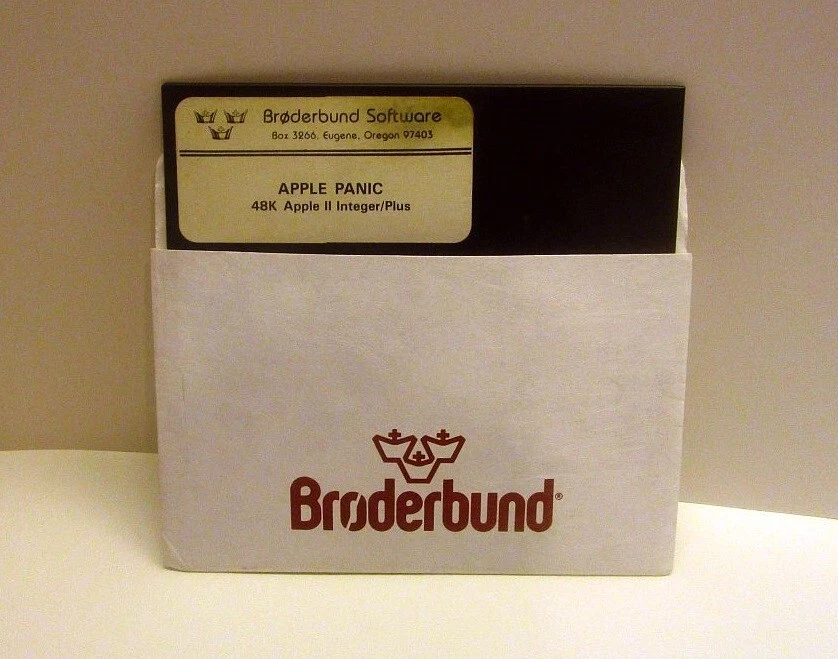 Brøderbund Software
Box 3266, Eugene, Oregon 97403
APPLE PANIC
48K Apple II Integer/Plus
Brøderbund®